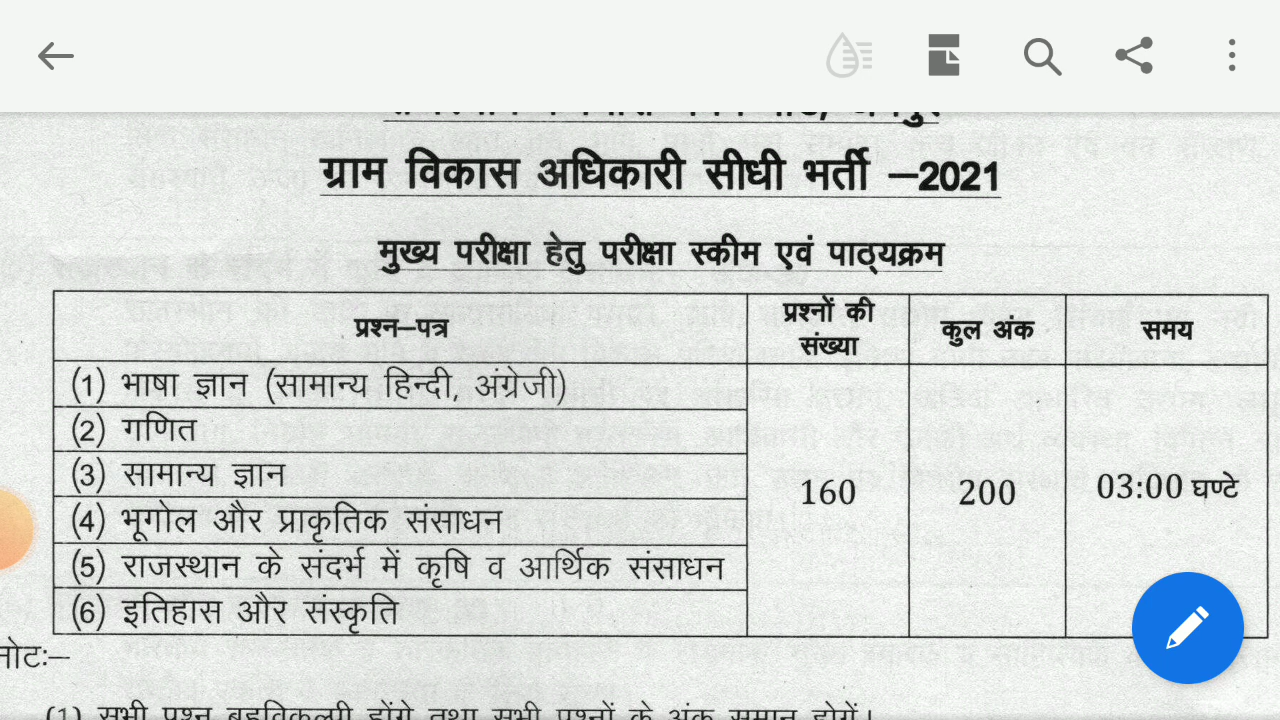 ग्राम विकास अधिकारी सीधी भर्ती –2021
मुख्य परीक्षा हेतु परीक्षा स्कीम एवं पाठ्यक्रम
प्रश्न–पत्र
प्रश्नों की
संख्या
कुल अंक
समय
(1) भाषा ज्ञान (सामान्य हिन्दी, अंग्रेजी)
(2) गणित
(3) सामान्य ज्ञान
(4) भूगोल और प्राकृतिक संसाधन
(5) राजस्थान के संदर्भ में कृषि व आर्थिक संसाधन
(6) इतिहास और संस्कृति
160
200
03:00 घण्टे
नोटः–
(1) सभी प्रश्न बहुविकल्पी होंगे तथा सभी प्रश्नों के अंक समान होगें।